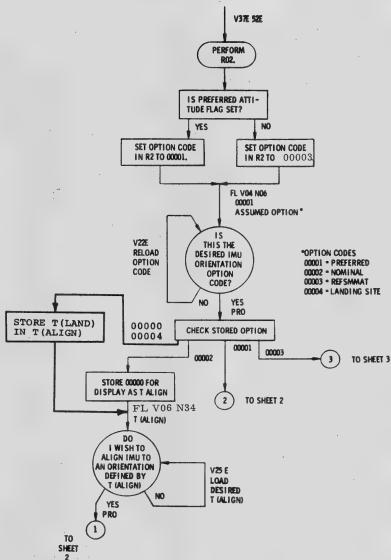 V37E 52E
PERFORM
R02.
IS PREFERRED ATTI-
TUDE FLAG SET?
YES
NO
SET OPTION CODE
IN R2 TO 00001.
SET OPTION CODE
IN R2 TO 00003
FL V04 N06
00001
ASSUMED OPTION*
V22E
RELOAD
OPTION
CODE
IS
THIS THE
DESIRED IMU
ORIENTATION
OPTION
CODE?
NO
YES
PRO
*OPTION CODES
00001 = PREFERRED
00002 = NOMINAL
00003 = REFSMMAT
00004 = LANDING SITE
STORE T(LAND)
IN T(ALIGN)
00000
00004
CHECK STORED OPTION
00002
00001
00003
3
TO SHEET 3
2
TO SHEET 2
STORE 00000 FOR
DISPLAY AS T ALIGN
FL V06 N34
T (ALIGN)
DO
I WISH TO
ALIGN IMU TO
AN ORIENTATION
DEFINED BY
T(ALIGN)
V25 E
LOAD
DESIRED
T(ALIGN)
NO
YES
PRO
1
TO
SHEET
2